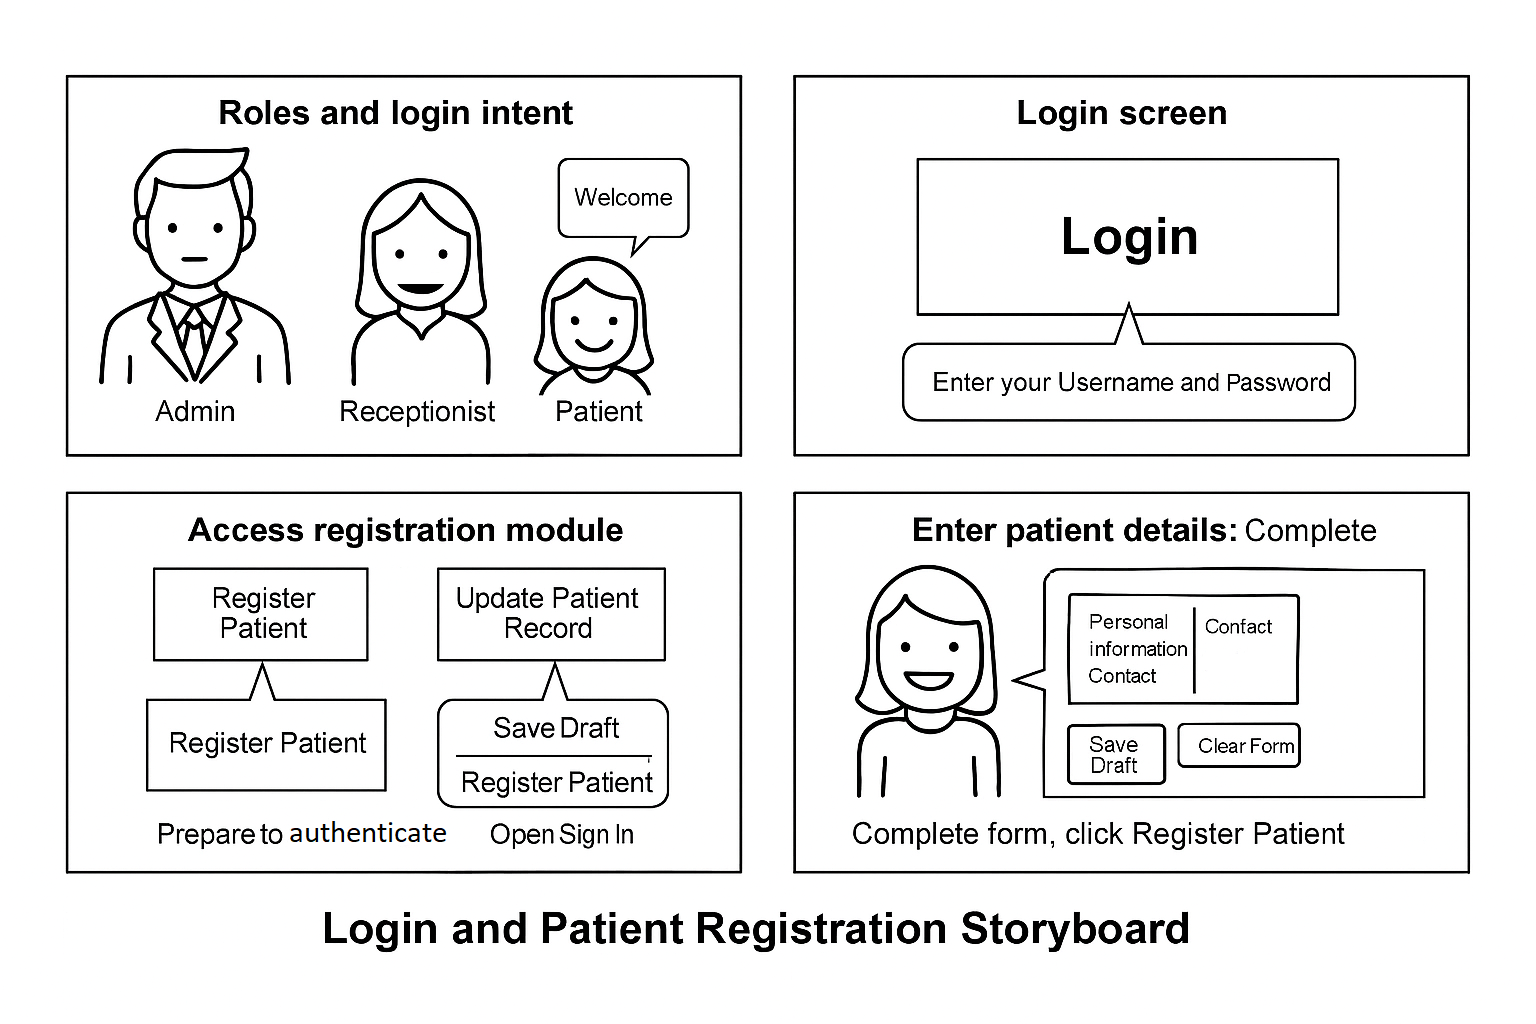 Roles and login intent
Welcome
Admin
Receptionist
Patient
Login screen
Login
Enter your Username and Password
Access registration module
Register
Patient
Update Patient
Record
Register Patient
Save Draft
Register Patient
Prepare to authenticate
Open Sign In
Enter patient details: Complete
Personal
information
Contact
Confact
Save
Draft
Clear Form
Complete form, click Register Patient
Login and Patient Registration Storyboard